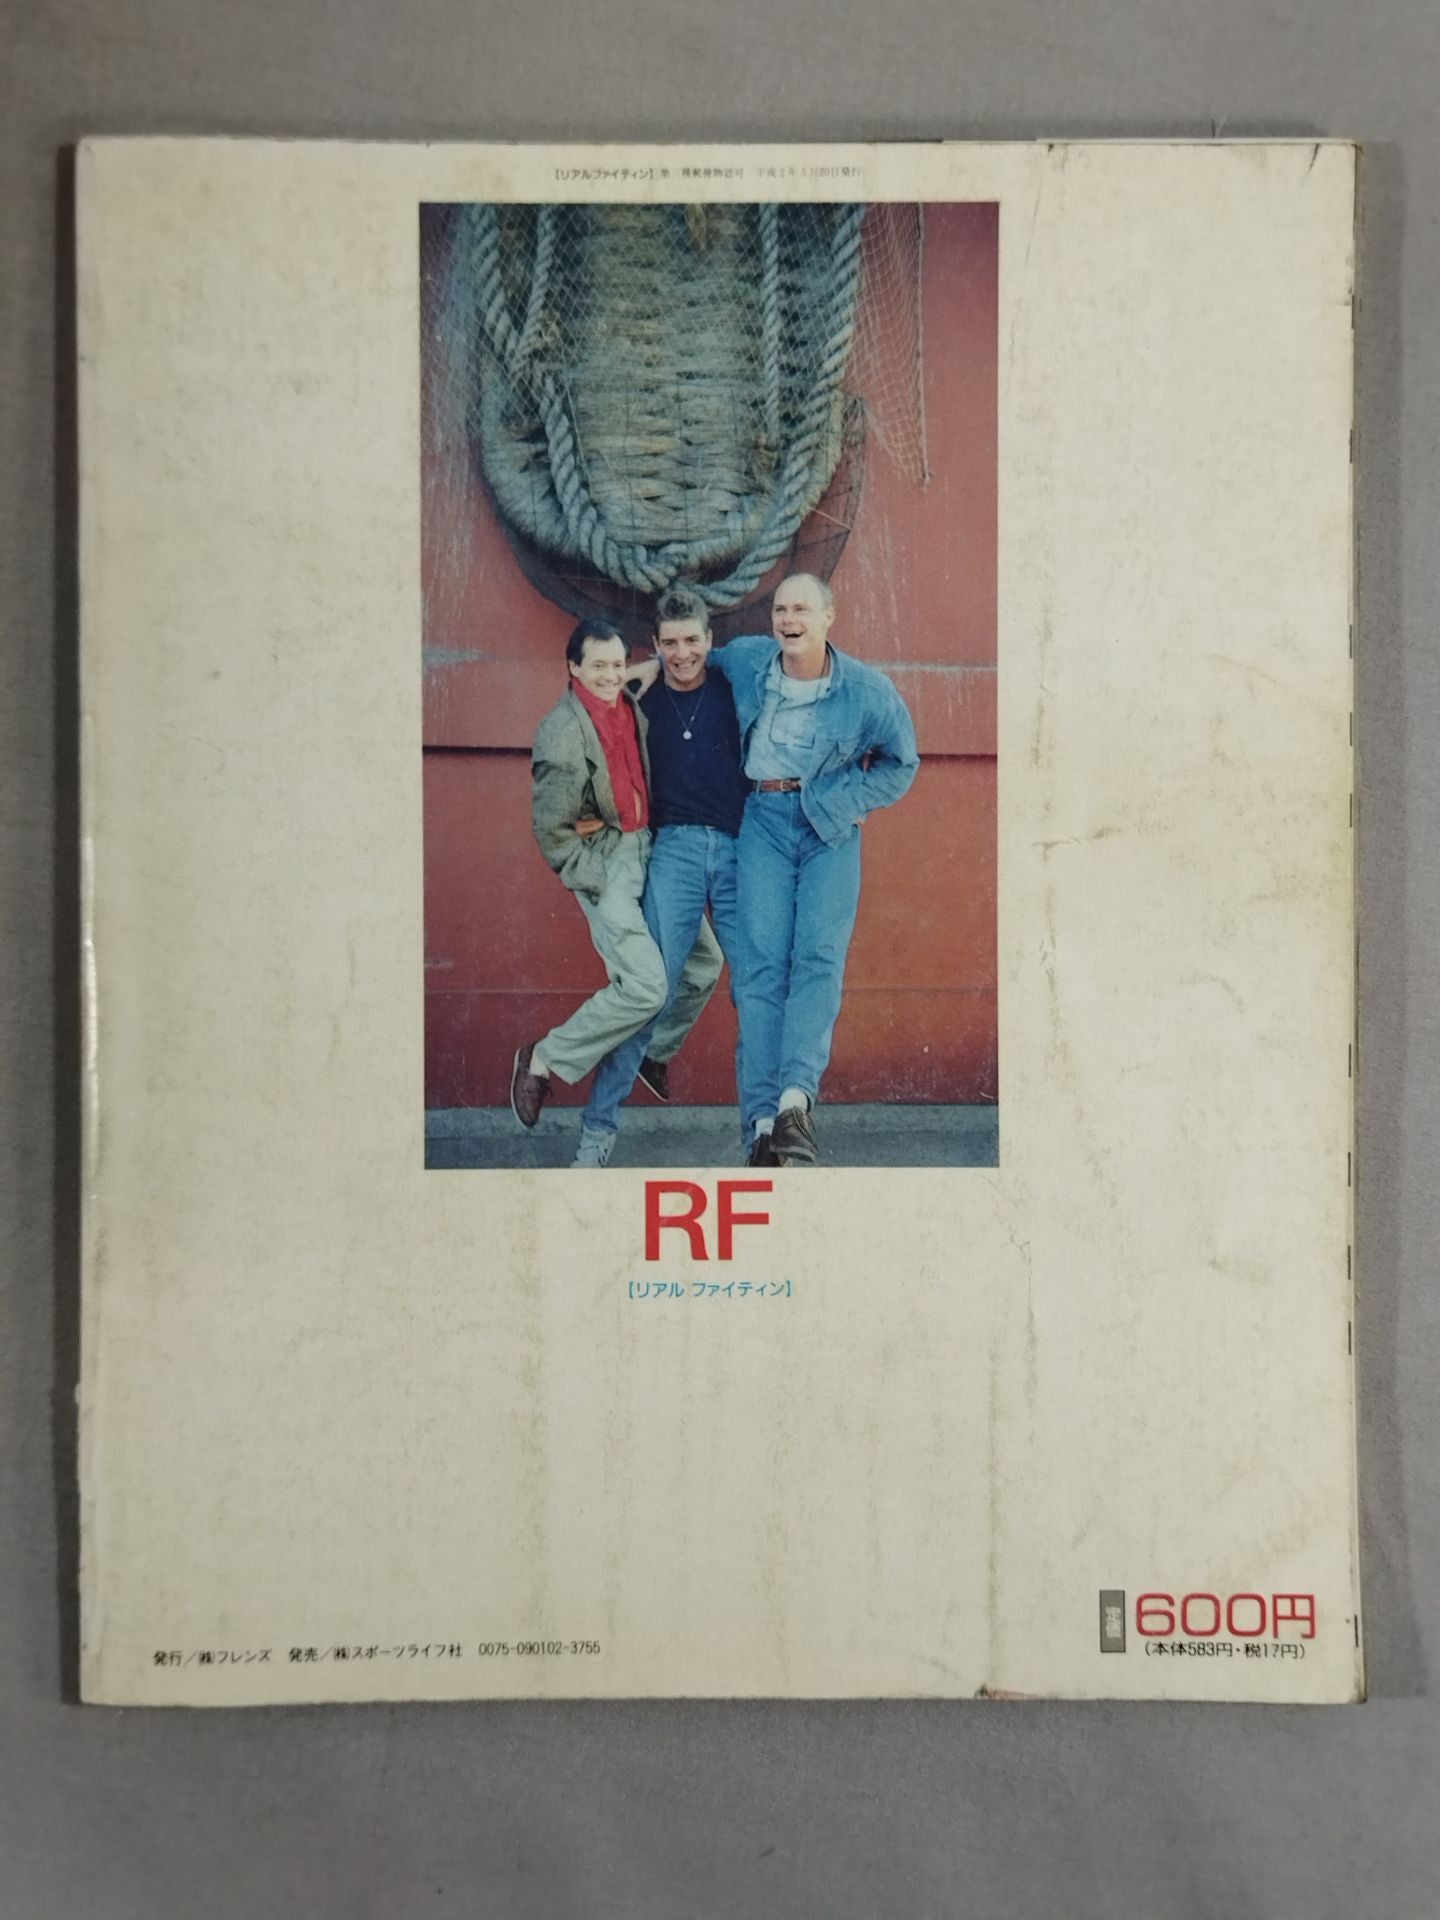 【リアルファイティン】第三種郵便物認可 平成2年3月20日発行
RF
【リアル ファイティン】
定価 600円
(本体583円・税17円)
発行/㈱フレンズ 発売/㈱スポーツライフ社 0075-090102-3755